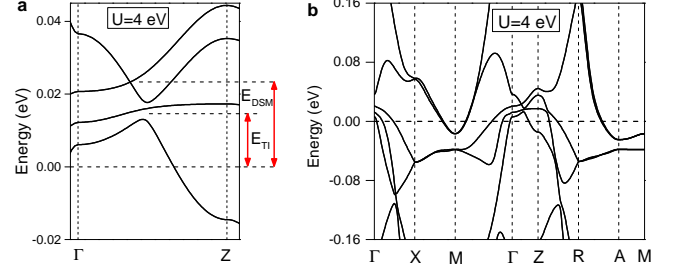 a
U=4 eV
0.04
0.02
0.00
-0.02
Energy (eV)
E_DSM
E_TI
Γ Z
b
U=4 eV
0.16
0.08
0.00
-0.08
-0.16
Energy (eV)
Γ X M Γ Z R A M